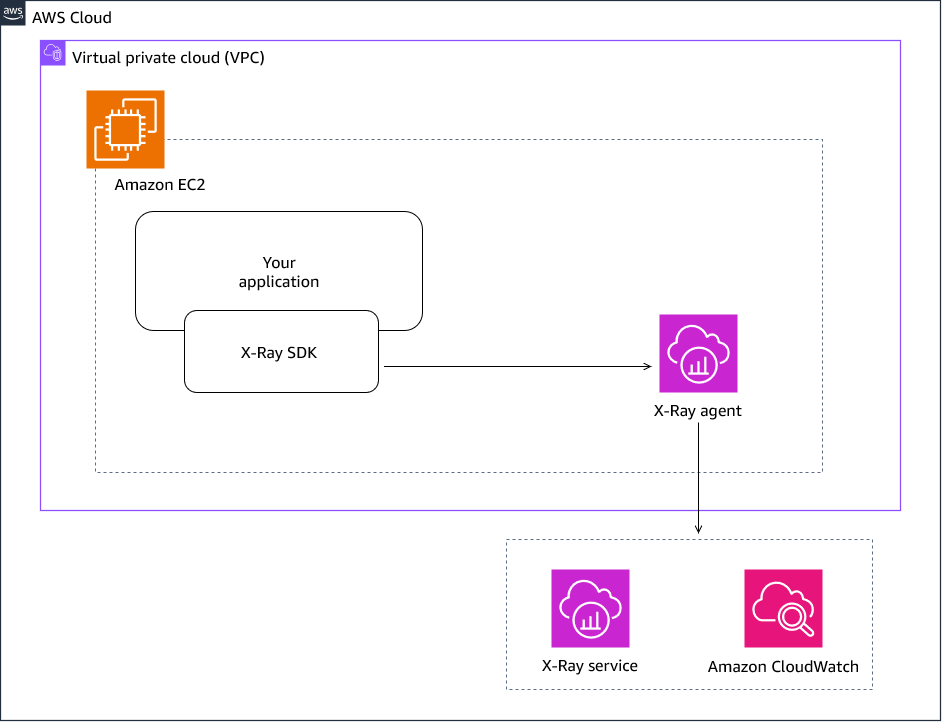 aws
AWS Cloud
Virtual private cloud (VPC)
Amazon EC2
Your
application
X-Ray SDK
X-Ray agent
X-Ray service
Amazon CloudWatch